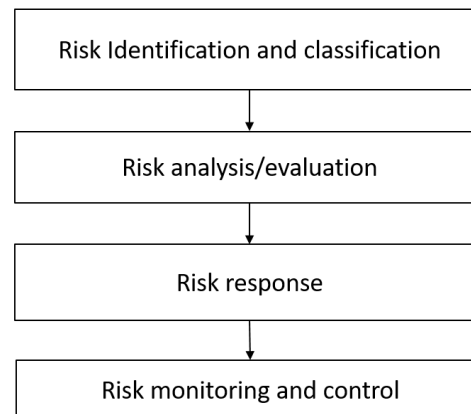 Risk Identification and classification
Risk analysis/evaluation
Risk response
Risk monitoring and control